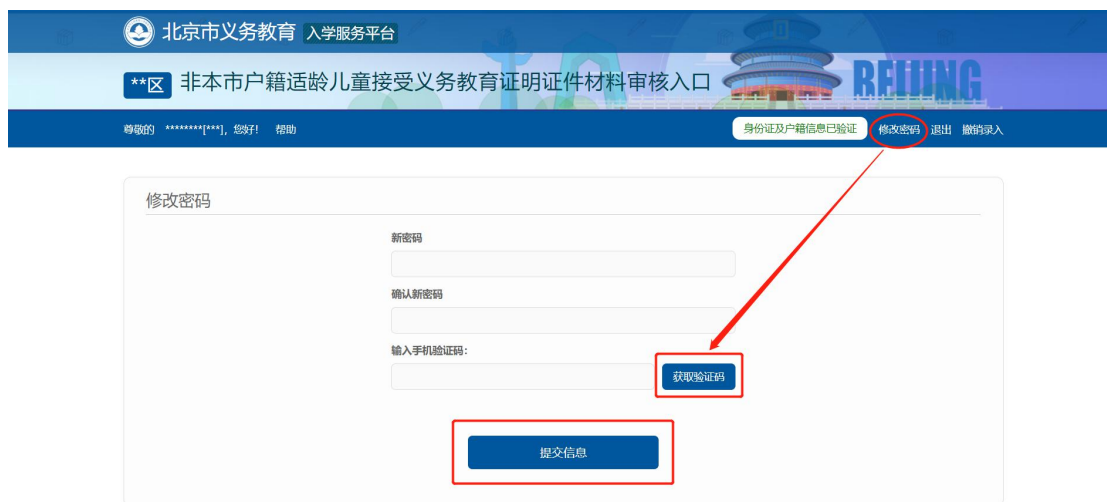 北京市义务教育 入学服务平台
**区 非本市户籍适龄儿童接受义务教育证明证件材料审核入口
BEIJING
尊敬的 ********[***]，您好！ 帮助 身份证及户籍信息已验证 修改密码 退出 撤销录入
修改密码
新密码
确认新密码
输入手机验证码：
获取验证码
提交信息